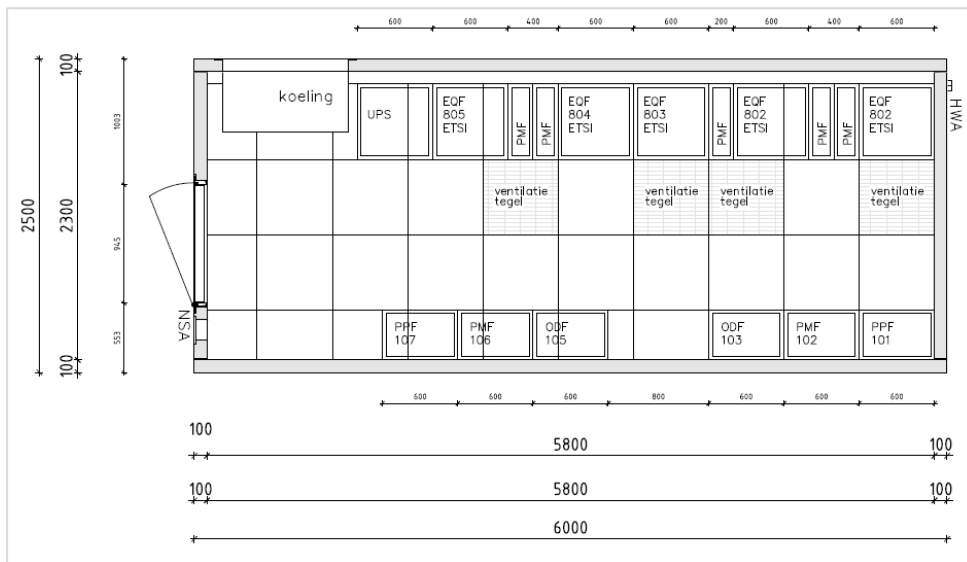 600 600 400 600 600 200 600 400 600
100
koeling
UPS
EQF
805
ETSI
PMF
PMF
EQF
804
ETSI
EQF
803
ETSI
PMF
EQF
802
ETSI
PMF
PMF
EQF
802
ETSI
HWA
1003
ventilatie
tegel
ventilatie
tegel
ventilatie
tegel
ventilatie
tegel
2500
2300
945
NSA
553
PPF
107
PMF
106
ODF
105
ODF
103
PMF
102
PPF
101
100
600 600 600 800 600 600 600
100 5800 100
100 5800 100
6000